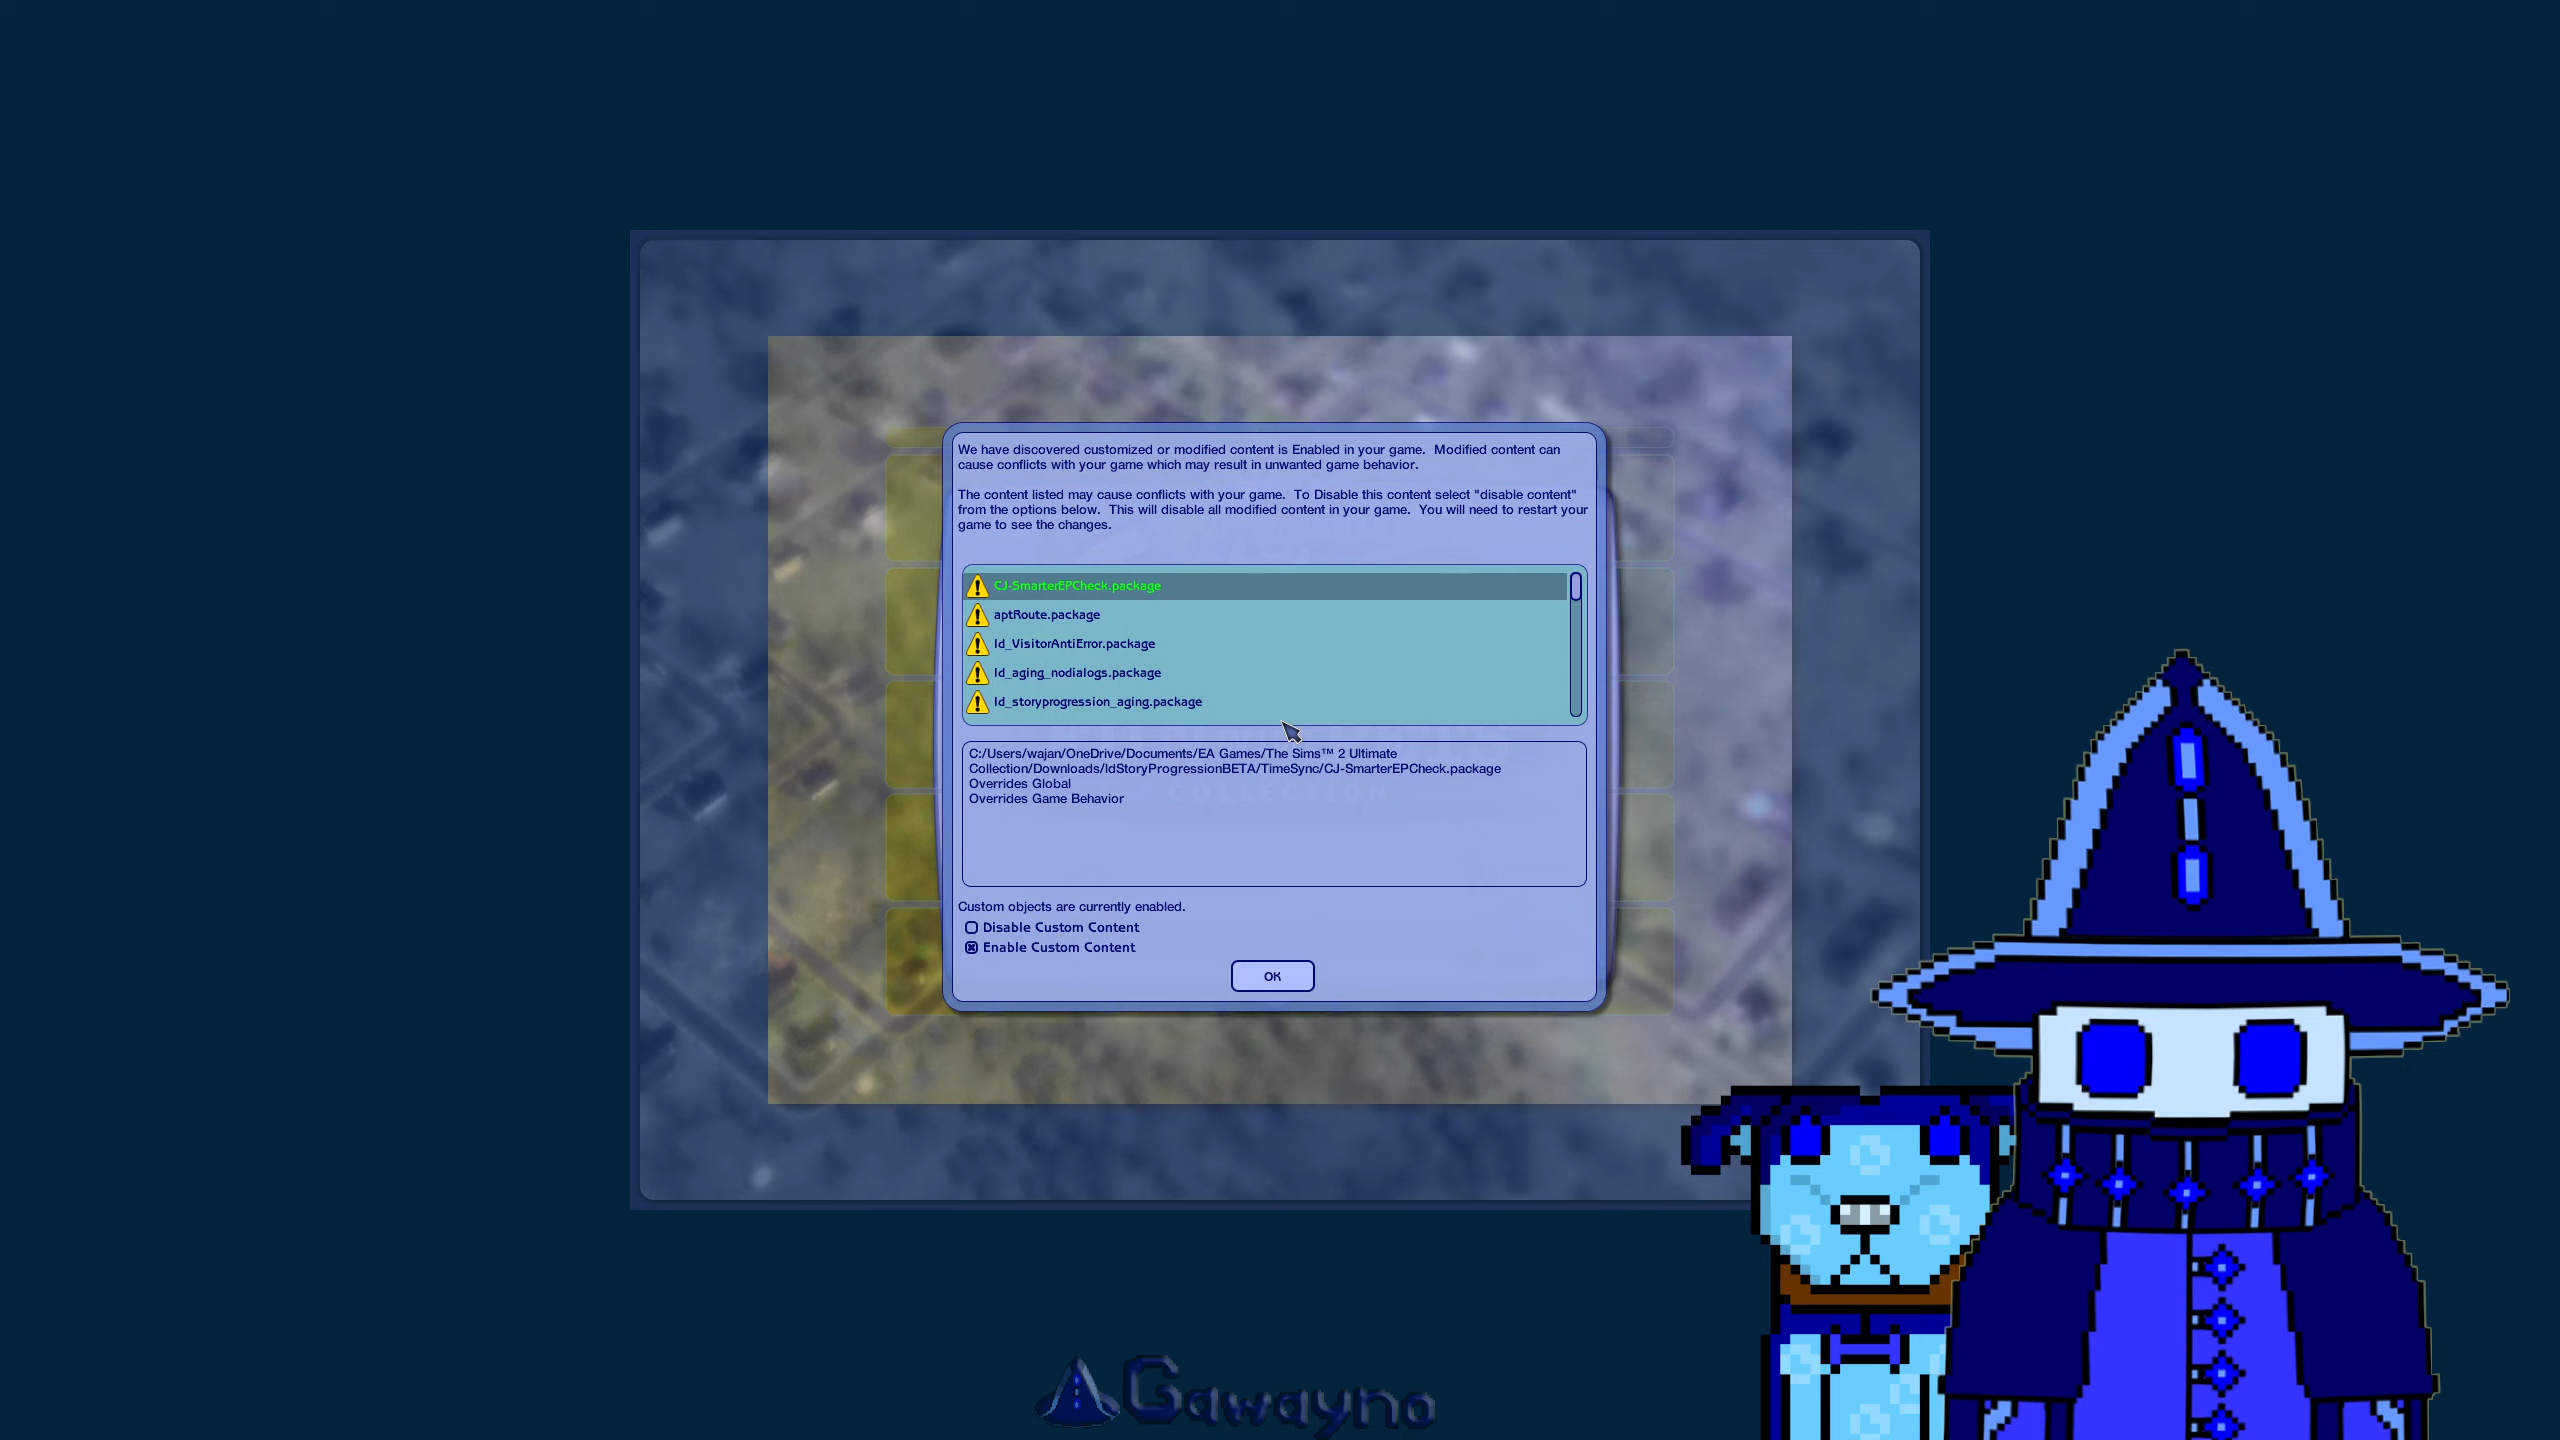 We have discovered customized or modified content is Enabled in your game.  Modified content can
cause conflicts with your game which may result in unwanted game behavior.
The content listed may cause conflicts with your game.  To Disable this content select "disable content"
from the options below.  This will disable all modified content in your game.  You will need to restart your
game to see the changes.
CJ-SmarterEPCheck.package
aptRoute.package
ld_VisitorAntiError.package
ld_aging_nodialogs.package
ld_storyprogression_aging.package
C:/Users/wajan/OneDrive/Documents/EA Games/The Sims™ 2 Ultimate
Collection/Downloads/ldStoryProgressionBETA/TimeSync/CJ-SmarterEPCheck.package
Overrides Global
Overrides Game Behavior
COLLECTION
Custom objects are currently enabled.
Disable Custom Content
Enable Custom Content
OK
Gawayno